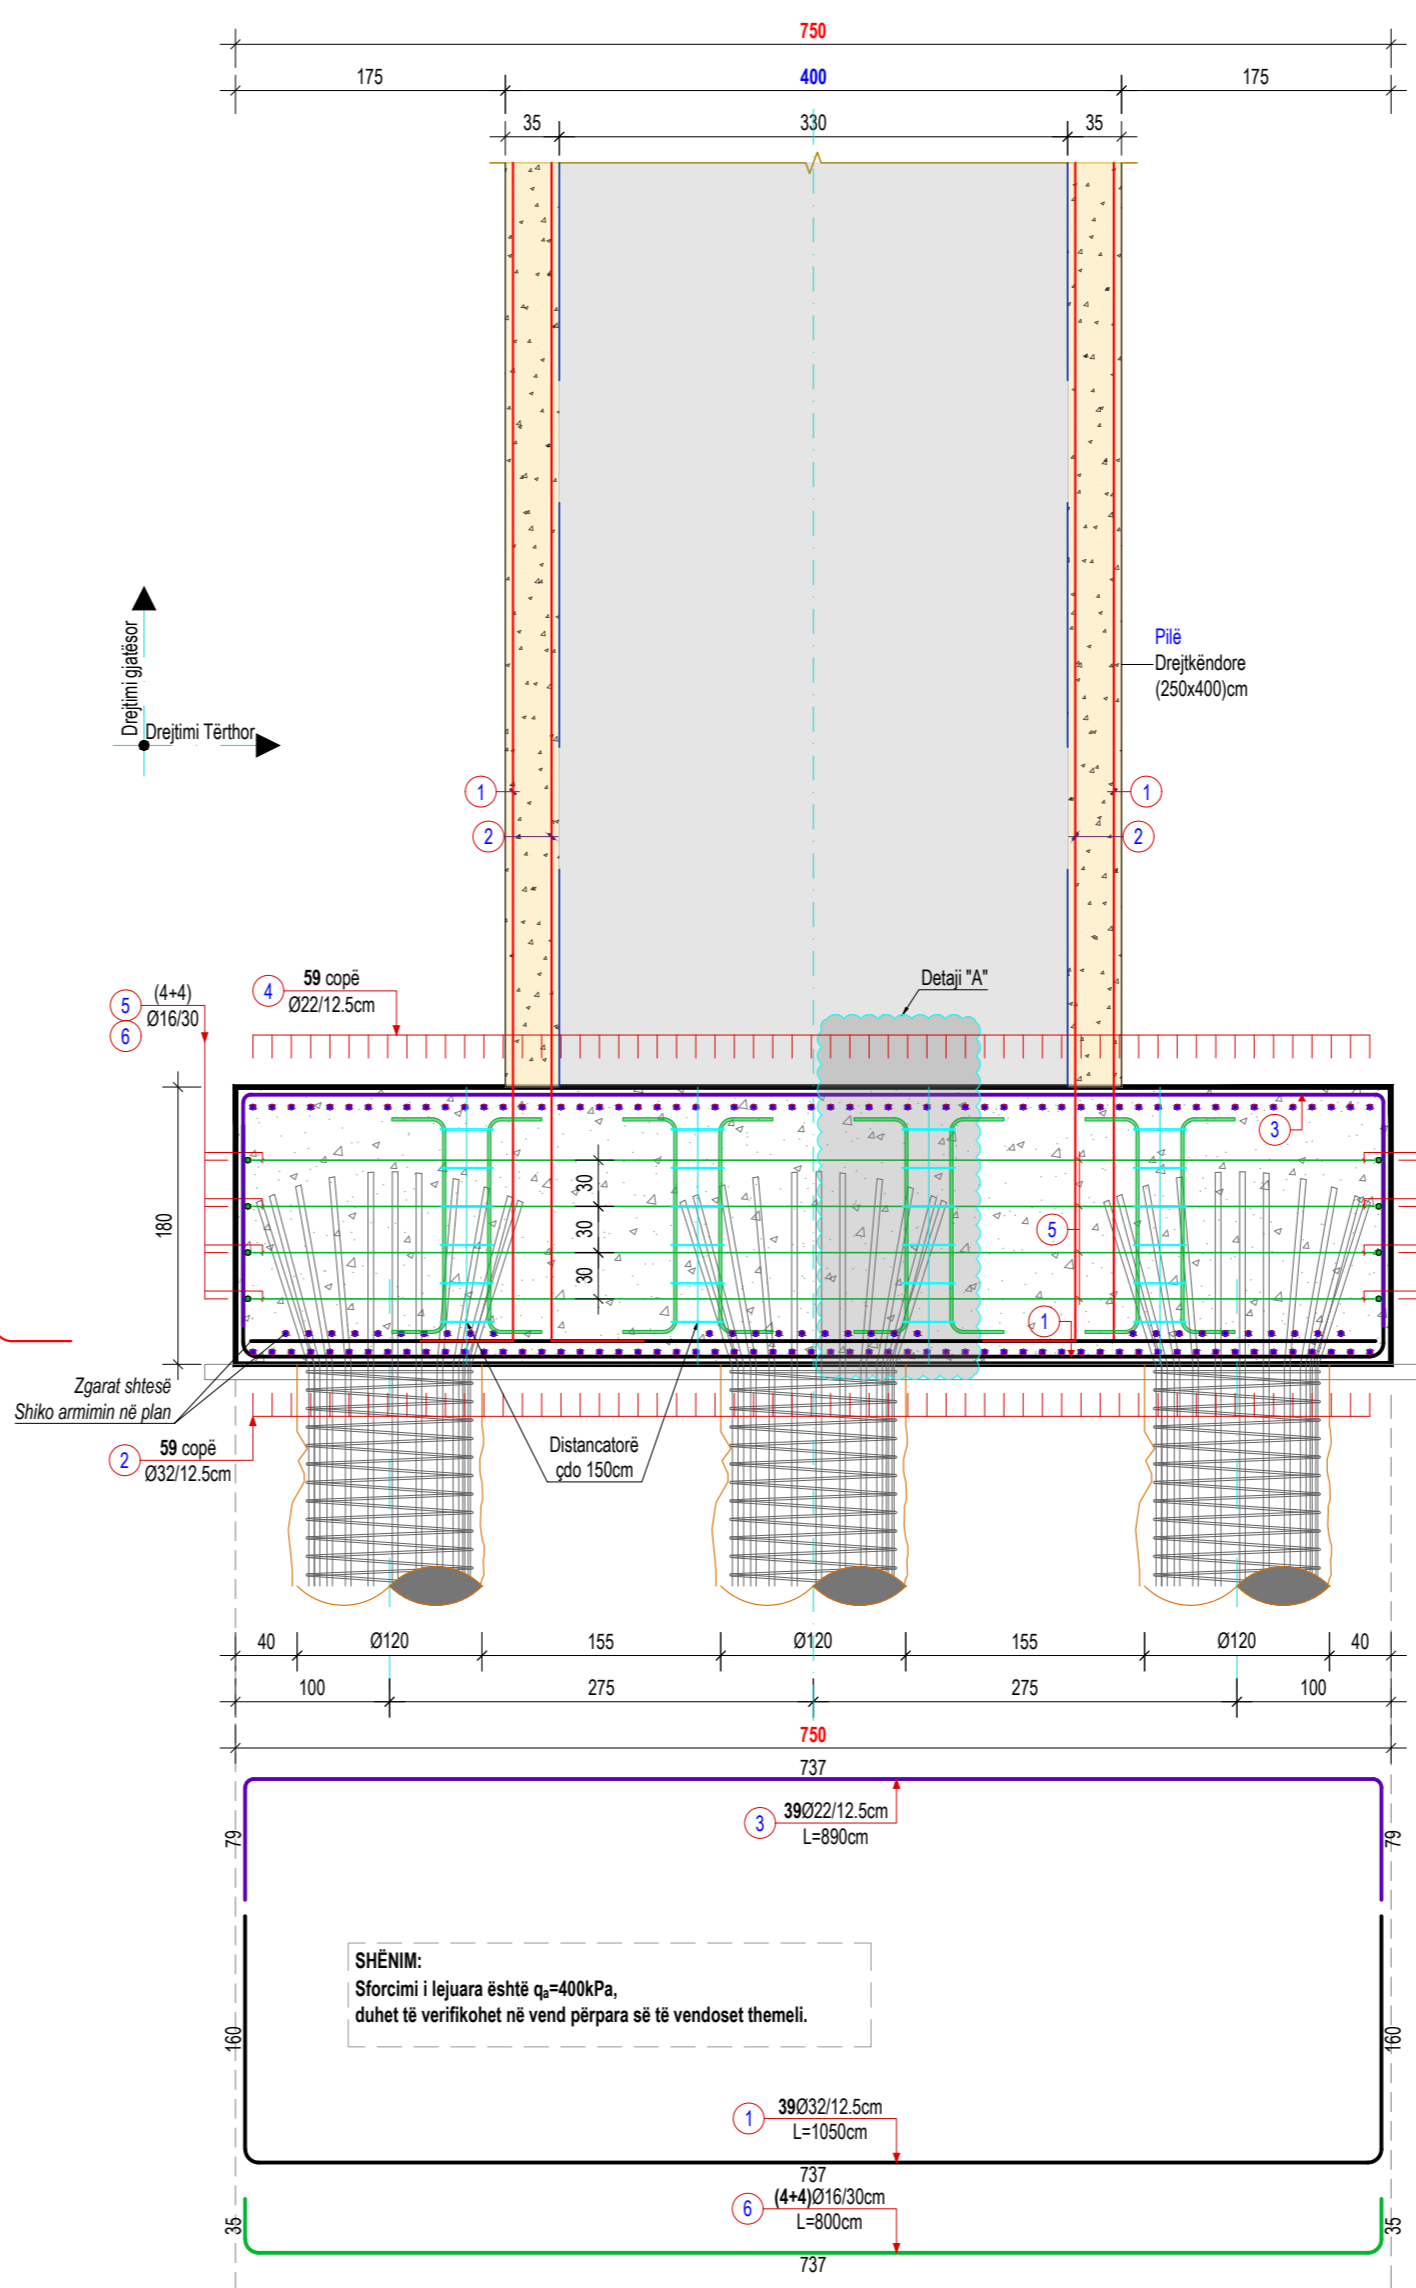 750
175
400
175
35
330
35
Drejtimi gjatësor
Drejtimi Tërthor
Pilë
Drejtkëndore
(250x400)cm
1
1
2
2
Detaji "A"
5
(4+4)
Ø16/30
6
4
59 copë
Ø22/12.5cm
3
180
30
30
30
5
1
Zgarat shtesë
Shiko armimin në plan
2
59 copë
Ø32/12.5cm
Distancatorë
çdo 150cm
40
Ø120
155
Ø120
155
Ø120
40
100
275
275
100
750
737
3
39Ø22/12.5cm
L=890cm
79
79
SHËNIM:
Sforcimi i lejuara është qa=400kPa,
duhet të verifikohet në vend përpara së të vendoset themeli.
160
160
1
39Ø32/12.5cm
L=1050cm
737
6
(4+4)Ø16/30cm
L=800cm
35
35
737